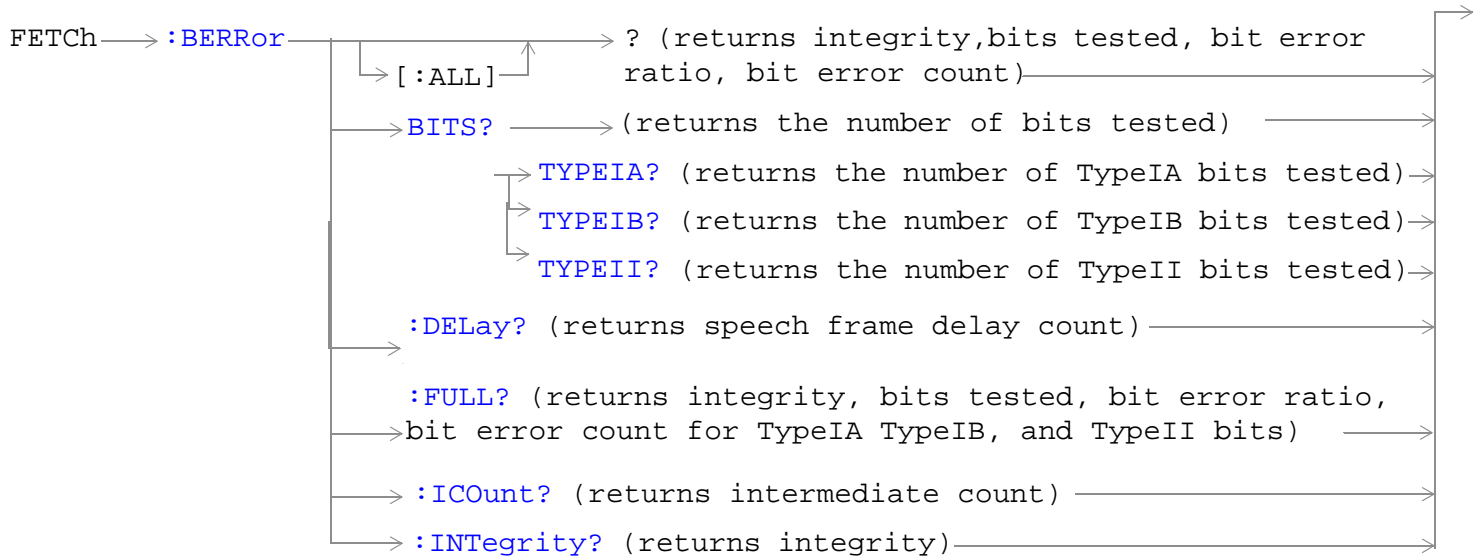 FETCh :BERRor ? (returns integrity,bits tested, bit error
[:ALL] ratio, bit error count)
BITS? (returns the number of bits tested)
TYPEIA? (returns the number of TypeIA bits tested)
TYPEIB? (returns the number of TypeIB bits tested)
TYPEII? (returns the number of TypeII bits tested)
:DELay? (returns speech frame delay count)
:FULL? (returns integrity, bits tested, bit error ratio,
bit error count for TypeIA TypeIB, and TypeII bits)
:ICOunt? (returns intermediate count)
:INTegrity? (returns integrity)